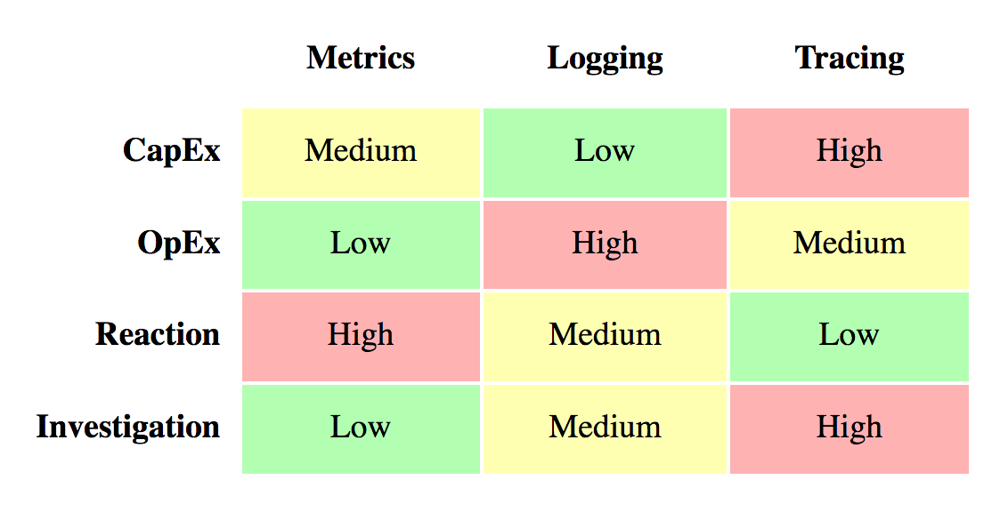 Metrics Logging Tracing
CapEx Medium Low High
OpEx Low High Medium
Reaction High Medium Low
Investigation Low Medium High